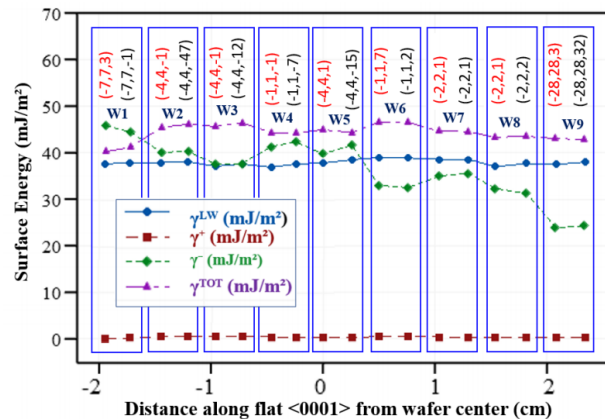 70
60
50
40
30
20
10
0
Surface Energy (mJ/m²)
(-7,7,3)
(-7,7,-1)
(-4,4,-1)
(-4,4,-47)
(-4,4,-1)
(-4,4,-12)
(-1,1,-1)
(-1,1,-7)
(-4,4,1)
(-4,4,-15)
(-1,1,7)
(-1,1,2)
(-2,2,1)
(-2,2,1)
(-2,2,1)
(-2,2,2)
(-28,28,3)
(-28,28,32)
W1
W2
W3
W4
W5
W6
W7
W8
W9
γᴸᵂ (mJ/m²)
γ⁺ (mJ/m²)
γ⁻ (mJ/m²)
γᵀᴼᵀ (mJ/m²)
-2
-1
0
1
2
Distance along flat <0001> from wafer center (cm)